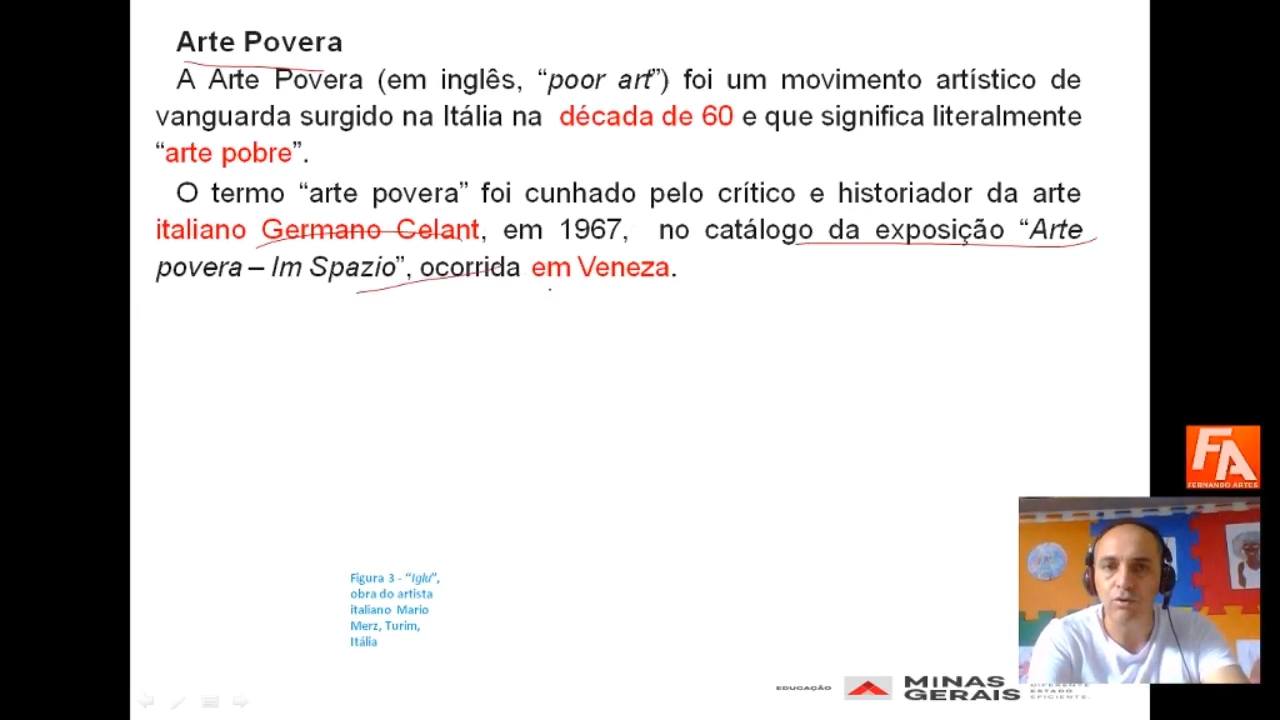 Arte Povera
A Arte Povera (em inglês, “poor art”) foi um movimento artístico de
vanguarda surgido na Itália na década de 60 e que significa literalmente
“arte pobre”.
O termo “arte povera” foi cunhado pelo crítico e historiador da arte
italiano Germano Celant, em 1967, no catálogo da exposição “Arte
povera – Im Spazio”, ocorrida em Veneza.
FA
FERNANDO ARTES
Figura 3 - “Iglu”,
obra do artista
italiano Mario
Merz, Turim,
Itália
EDUCAÇÃO
MINAS
GERAIS
DIFERENTE
ESTADO
EFICIENTE.